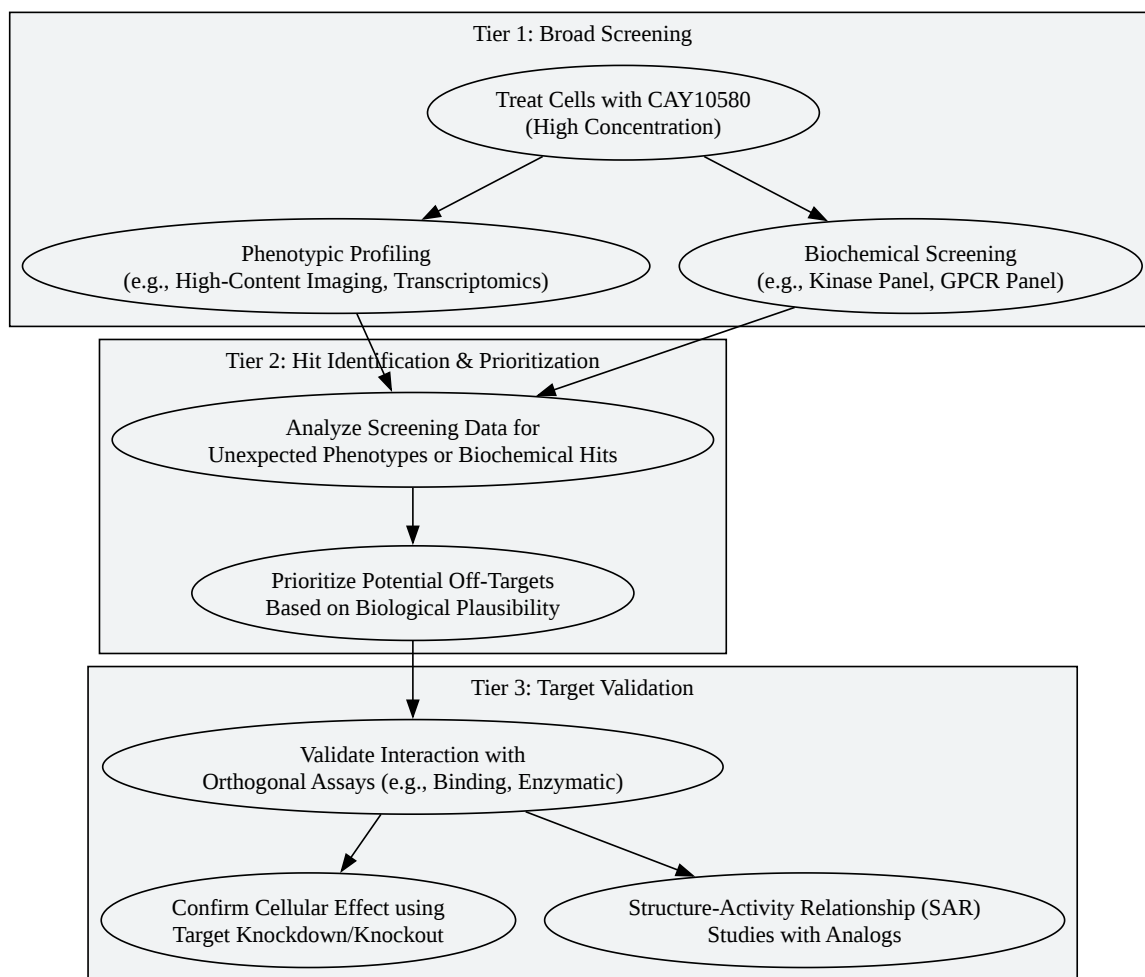 Tier 1: Broad Screening
Treat Cells with CAY10580
(High Concentration)
Phenotypic Profiling
(e.g., High-Content Imaging, Transcriptomics)
Biochemical Screening
(e.g., Kinase Panel, GPCR Panel)
Tier 2: Hit Identification & Prioritization
Analyze Screening Data for
Unexpected Phenotypes or Biochemical Hits
Prioritize Potential Off-Targets
Based on Biological Plausibility
Tier 3: Target Validation
Validate Interaction with
Orthogonal Assays (e.g., Binding, Enzymatic)
Confirm Cellular Effect using
Target Knockdown/Knockout
Structure-Activity Relationship (SAR)
Studies with Analogs